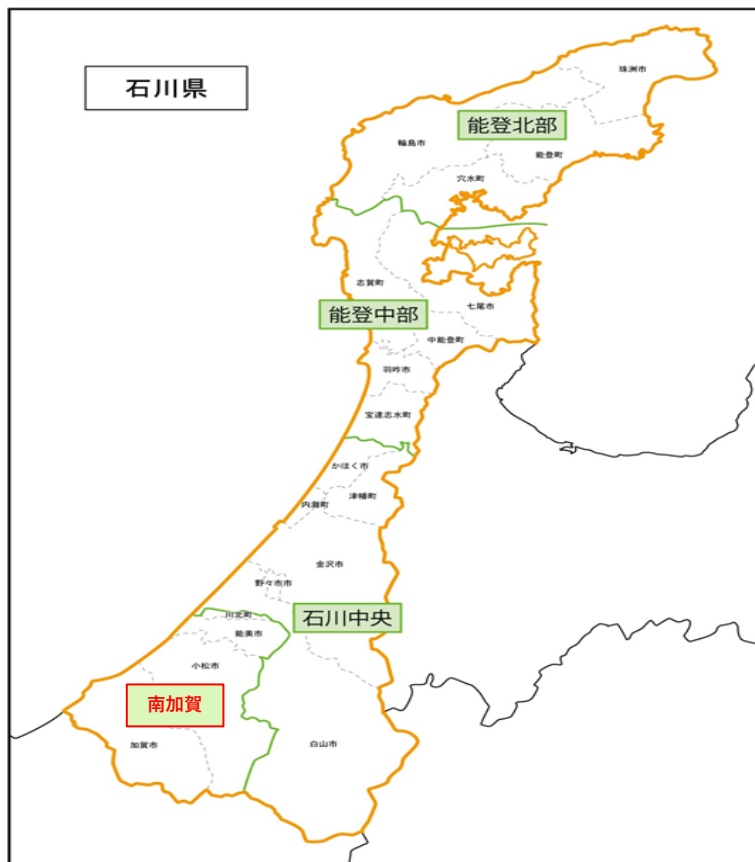 石川県
珠洲市
能登北部
輪島市
能登町
穴水町
志賀町
七尾市
能登中部
中能登町
羽咋市
宝達志水町
かほく市
津幡町
内灘町
金沢市
野々市市
川北町
石川中央
能美市
小松市
南加賀
加賀市
白山市